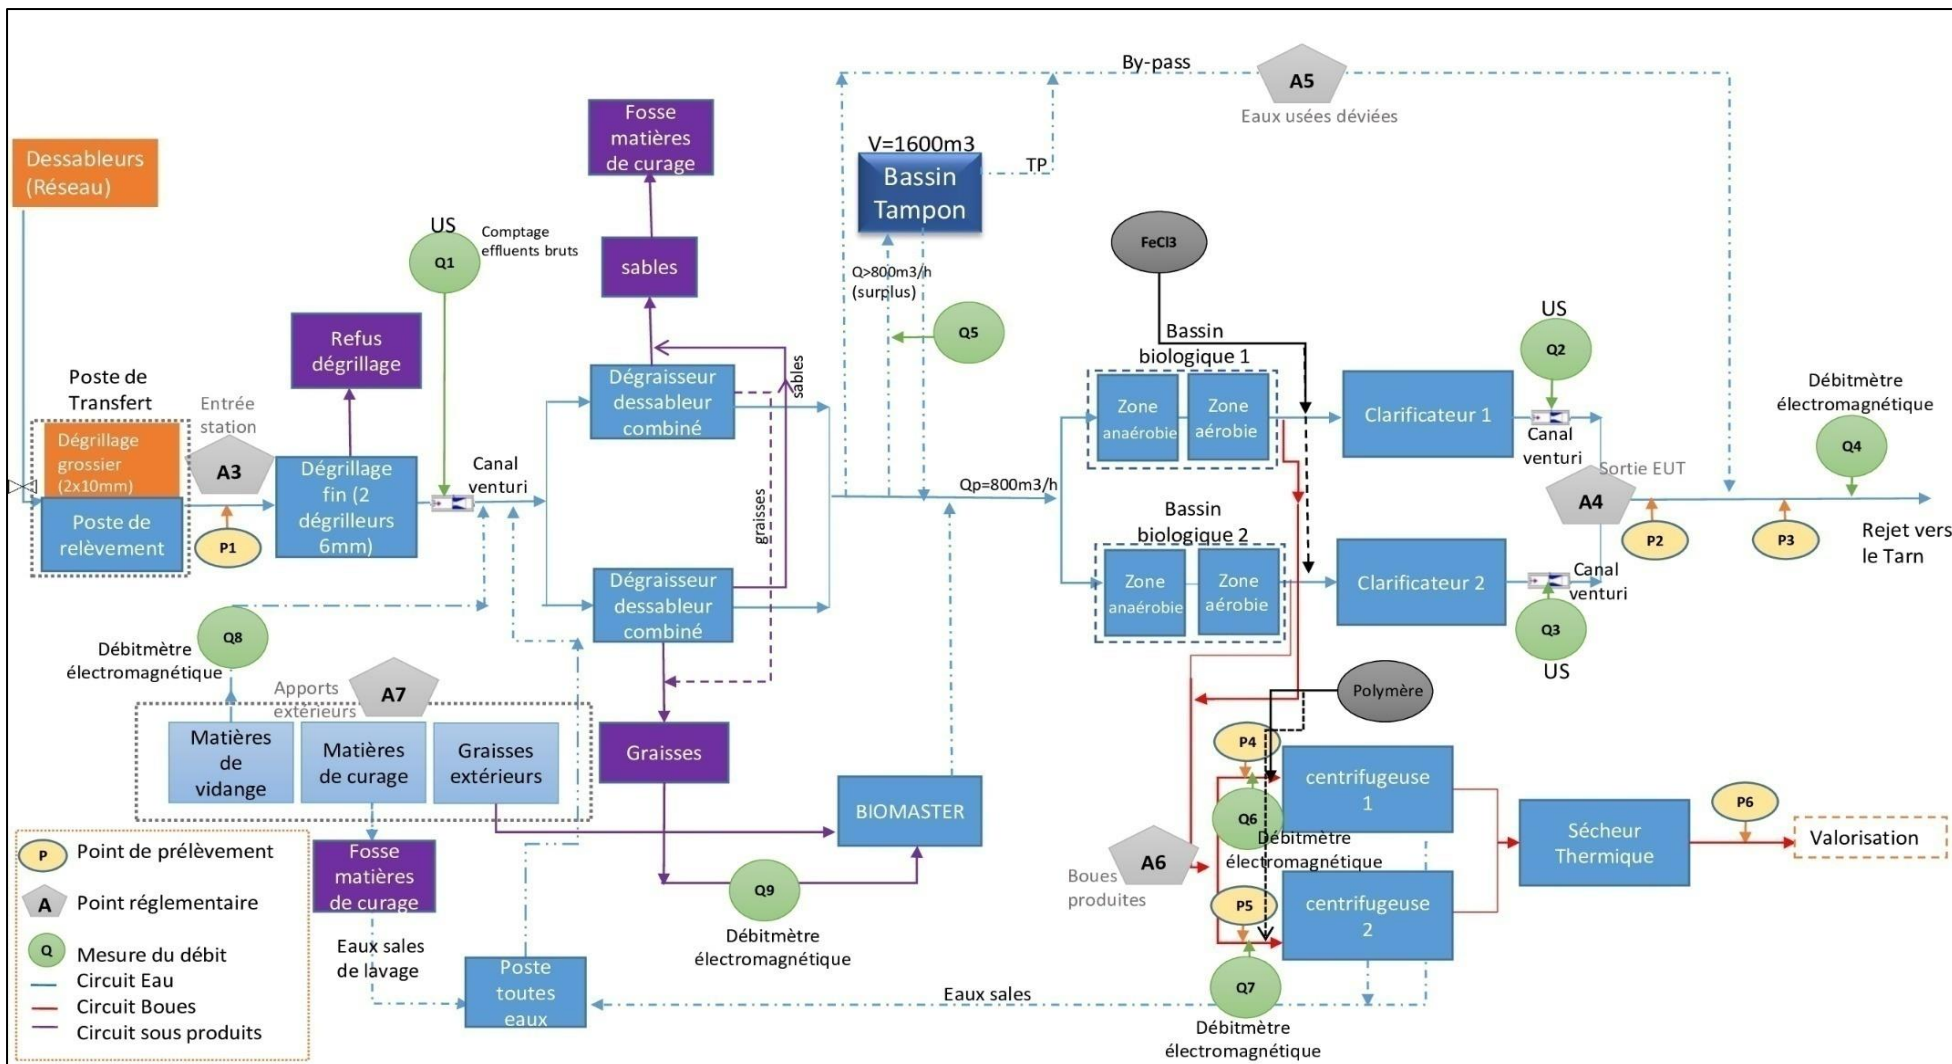 By-pass
A5
Eaux usées déviées
Fosse
matières
de curage
V=1600m3
Bassin
Tampon
TP
Dessableurs
(Réseau)
US
Q1
Comptage
effluents bruts
sables
Q>800m3/h
(surplus)
Q5
FeCl3
Refus
dégrillage
Poste de
Transfert
Entrée
station
A3
Dégrillage
grossier
(2x10mm)
Poste de
relèvement
P1
Dégrillage
fin (2
dégrilleurs
6mm)
Canal
venturi
Dégraisseur
dessableur
combiné
sables
graisses
Dégraisseur
dessableur
combiné
Qp=800m3/h
Bassin
biologique 1
Zone
anaérobie
Zone
aérobie
Clarificateur 1
US
Q2
Canal
venturi
Bassin
biologique 2
Zone
anaérobie
Zone
aérobie
Clarificateur 2
Canal
venturi
Q3
US
Sortie EUT
A4
P2
P3
Débitmètre
électromagnétique
Q4
Rejet vers
le Tarn
Q8
Débitmètre
électromagnétique
Apports
extérieurs
A7
Matières
de
vidange
Matières
de curage
Graisses
extérieurs
Graisses
BIOMASTER
Q9
Débitmètre
électromagnétique
Fosse
matières
de curage
Eaux sales
de lavage
Poste
toutes
eaux
Eaux sales
Polymère
P4
Q6
Débitmètre
électromagnétique
centrifugeuse
1
A6
Boues
produites
P5
centrifugeuse
2
Q7
Débitmètre
électromagnétique
Sécheur
Thermique
P6
Valorisation
P
Point de prélèvement
A
Point réglementaire
Q
Mesure du débit
Circuit Eau
Circuit Boues
Circuit sous produits